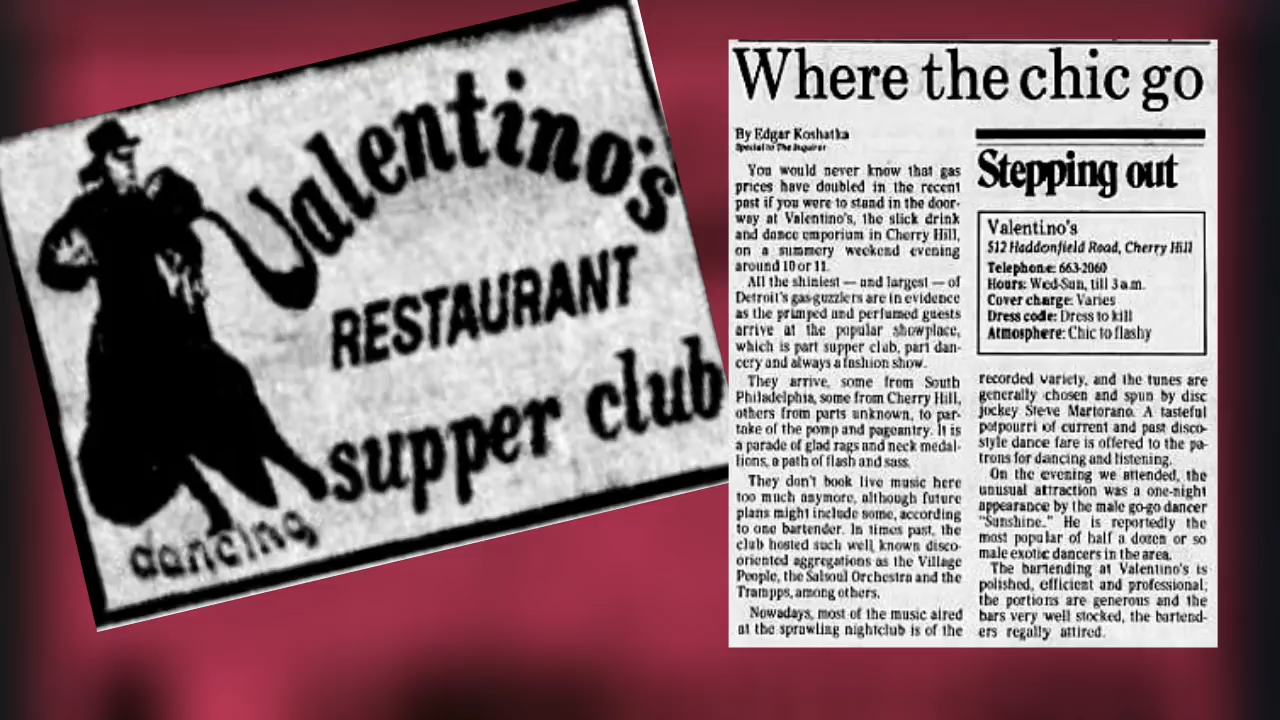 Valentino's
RESTAURANT
supper club
dancing
Where the chic go
By Edgar Koshatka
Special to The Inquirer
You would never know that gas
prices have doubled in the recent
past if you were to stand in the door-
way at Valentino's, the slick drink
and dance emporium in Cherry Hill,
on a summery weekend evening
around 10 or 11.
All the shiniest — and largest — of
Detroit's gas-guzzlers are in evidence
as the primped and perfumed guests
arrive at the popular showplace,
which is part supper club, part dan-
cery and always a fashion show.
They arrive, some from South
Philadelphia, some from Cherry Hill,
others from parts unknown, to par-
take of the pomp and pageantry. It is
a parade of glad rags and neck medal-
lions, a path of flash and sass.
They don't book live music here
too much anymore, although future
plans might include some, according
to one bartender. In times past, the
club hosted such well known disco-
oriented aggregations as the Village
People, the Salsoul Orchestra and the
Trampps, among others.
Nowadays, most of the music aired
at the sprawling nightclub is of the
Stepping out
Valentino's
512 Haddonfield Road, Cherry Hill
Telephone: 663-2060
Hours: Wed-Sun, till 3 a.m.
Cover charge: Varies
Dress code: Dress to kill
Atmosphere: Chic to flashy
recorded variety, and the tunes are
generally chosen and spun by disc
jockey Steve Martorano. A tasteful
potpourri of current and past disco-
style dance fare is offered to the pa-
trons for dancing and listening.
On the evening we attended, the
unusual attraction was a one-night
appearance by the male go-go dancer
"Sunshine." He is reportedly the
most popular of half a dozen or so
male exotic dancers in the area.
The bartending at Valentino's is
polished, efficient and professional;
the portions are generous and the
bars very well stocked, the bartend-
ers regally attired.